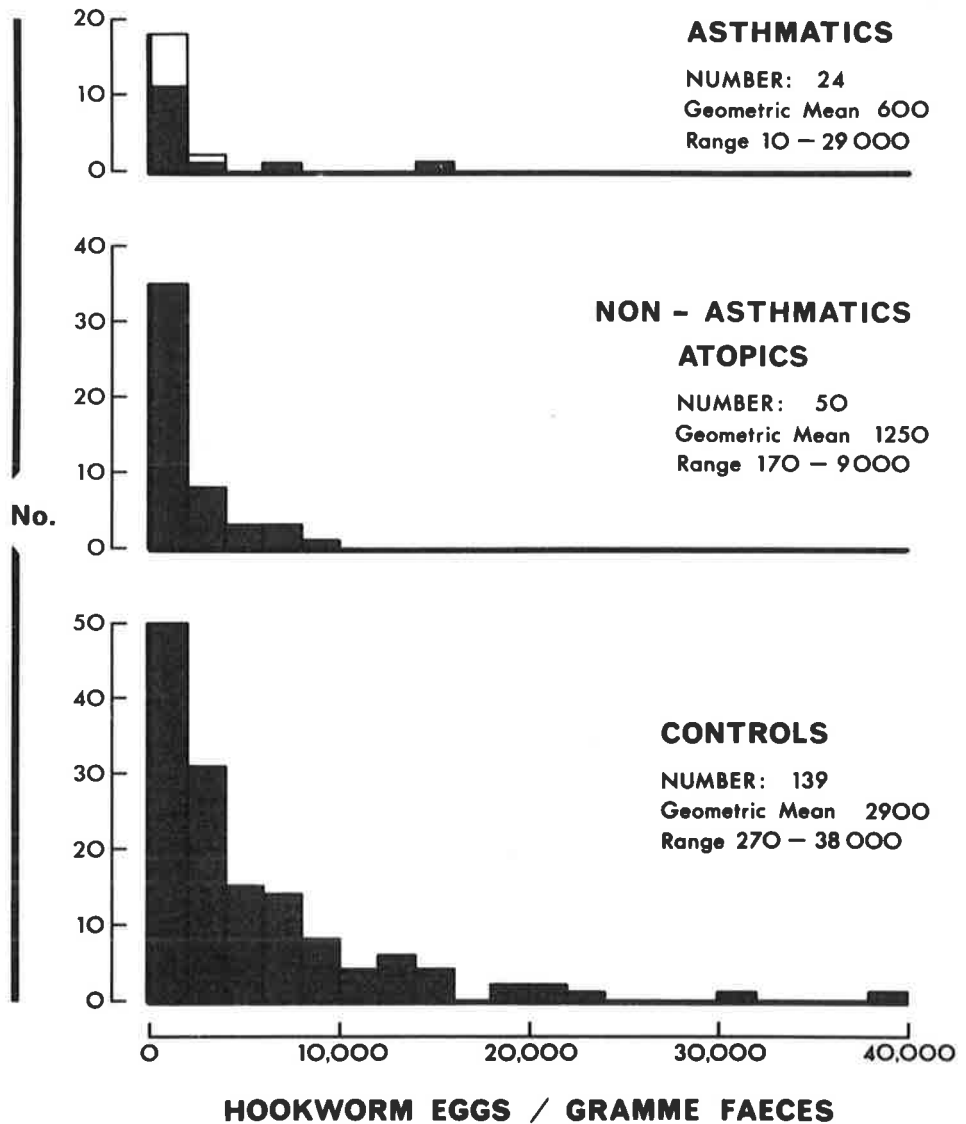 20
10
0
ASTHMATICS
NUMBER: 24
Geometric Mean 600
Range 10 – 29 000
40
30
20
10
0
NON – ASTHMATICS
ATOPICS
NUMBER: 50
Geometric Mean 1250
Range 170 – 9 000
No.
50
40
30
20
10
0
CONTROLS
NUMBER: 139
Geometric Mean 2900
Range 270 – 38 000
0 10,000 20,000 30,000 40,000
HOOKWORM EGGS / GRAMME FAECES